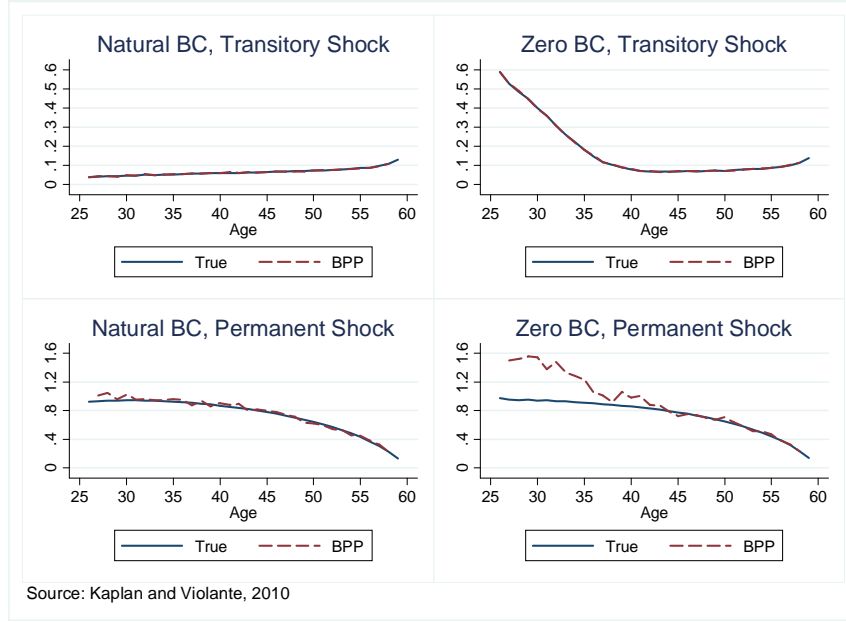 Natural BC, Transitory Shock
0 .1 .2 .3 .4 .5 .6
25 30 35 40 45 50 55 60
Age
True BPP
Zero BC, Transitory Shock
0 .1 .2 .3 .4 .5 .6
25 30 35 40 45 50 55 60
Age
True BPP
Natural BC, Permanent Shock
0 .4 .8 1.2 1.6
25 30 35 40 45 50 55 60
Age
True BPP
Zero BC, Permanent Shock
0 .4 .8 1.2 1.6
25 30 35 40 45 50 55 60
Age
True BPP
Source: Kaplan and Violante, 2010